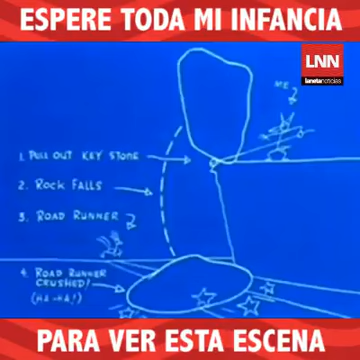 ESPERE TODA MI INFANCIA
LNN
lanetanoticias
ME
1. PULL OUT KEY STONE
2. ROCK FALLS
3. ROAD RUNNER
4. ROAD RUNNER
CRUSHED!
(HA-HA!)
PARA VER ESTA ESCENA